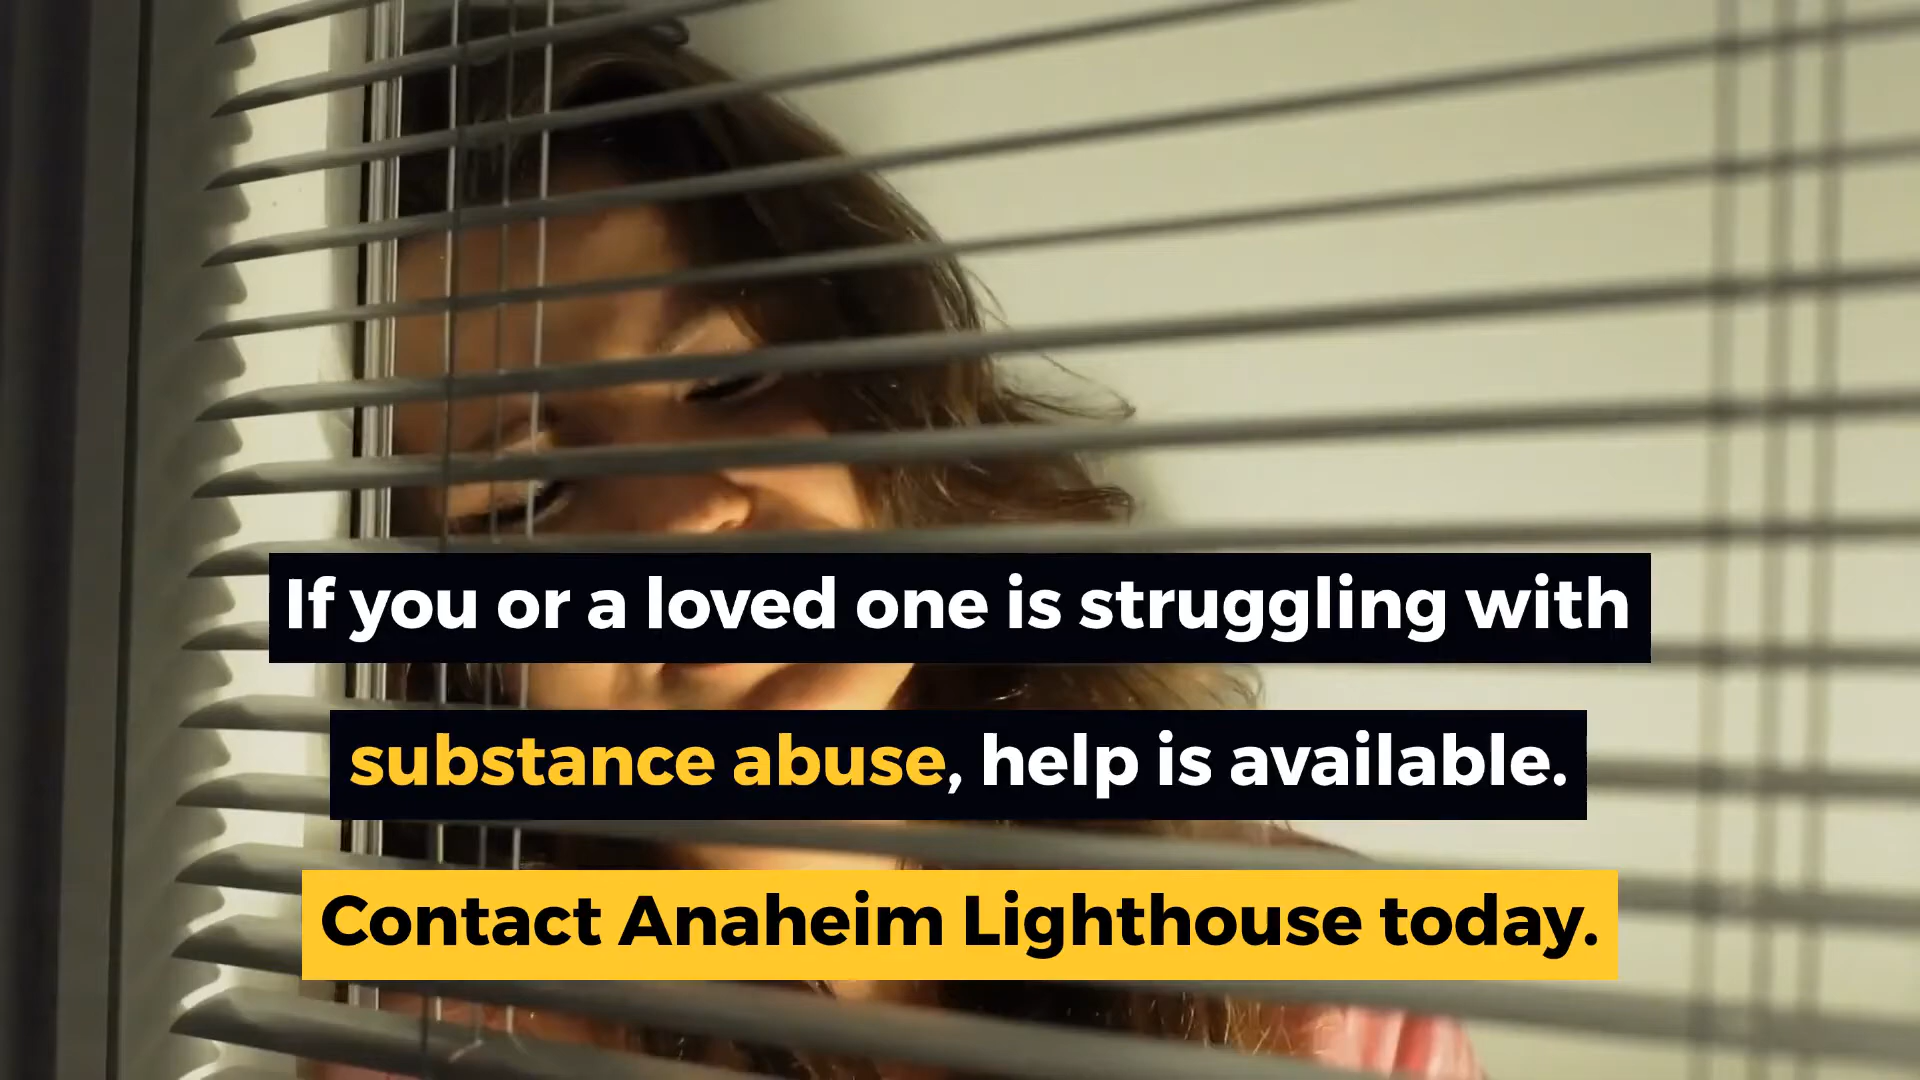 If you or a loved one is struggling with
substance abuse, help is available.
Contact Anaheim Lighthouse today.